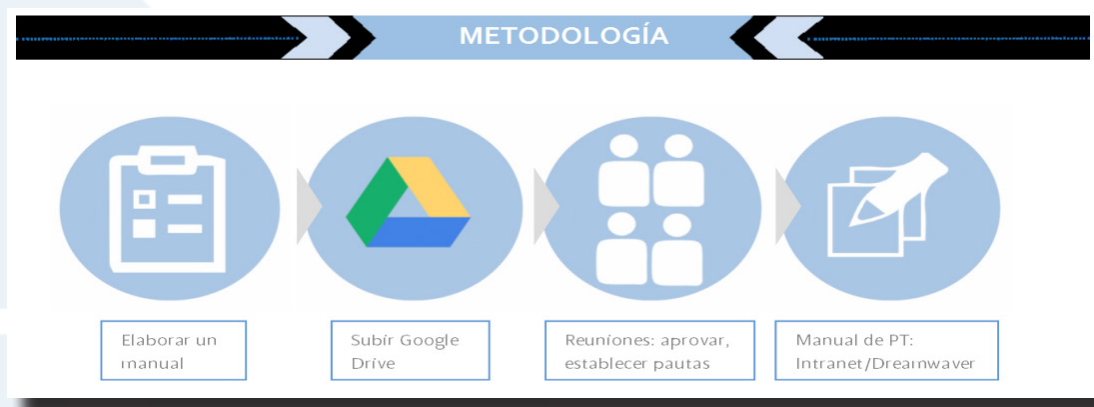 METODOLOGÍA
Elaborar un
manual
Subir Google
Drive
Reuniones: aprovar,
establecer pautas
Manual de PT:
Intranet/Dreamwaver